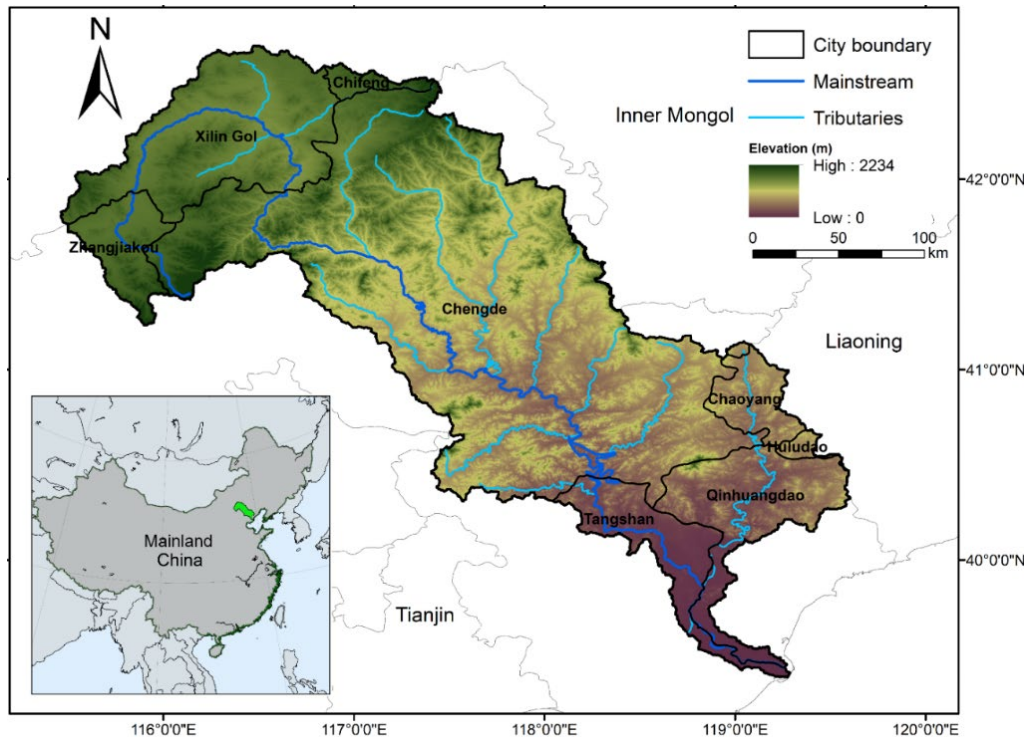 N
City boundary
Mainstream
Tributaries
Elevation (m)
High : 2234
Low : 0
0 50 100
km
Inner Mongol
Chifeng
Xilin Gol
Zhangjiakou
Chengde
Liaoning
Chaoyang
Huludao
Qinhuangdao
Tangshan
Tianjin
Mainland
China
42°0'0"N
41°0'0"N
40°0'0"N
116°0'0"E 117°0'0"E 118°0'0"E 119°0'0"E 120°0'0"E